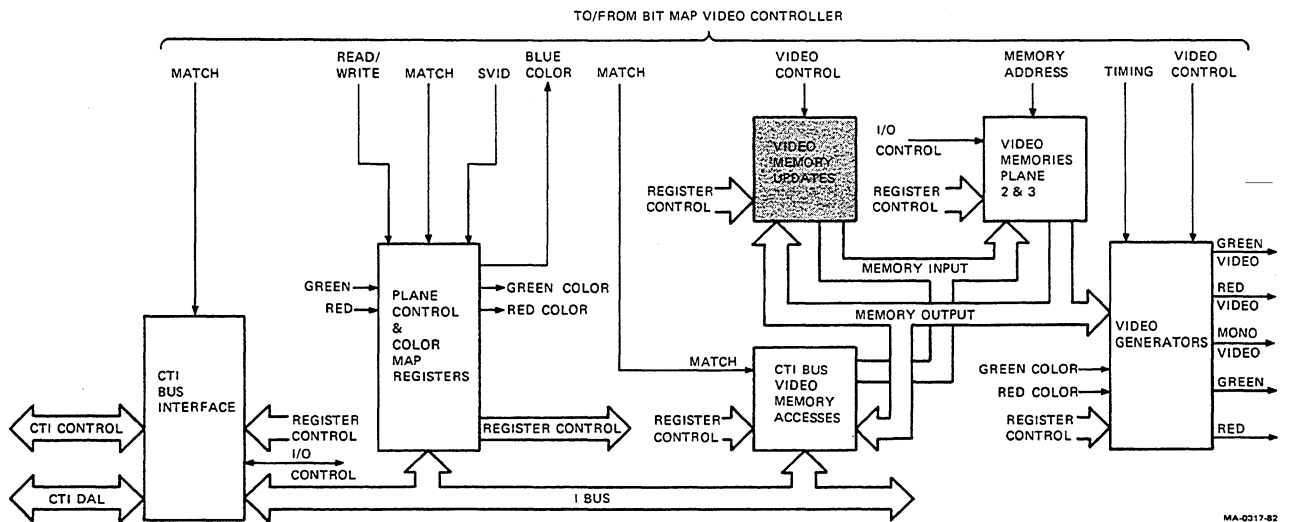 TO/FROM BIT MAP VIDEO CONTROLLER
MATCH
READ/
WRITE
MATCH
SVID
BLUE
COLOR
MATCH
VIDEO
CONTROL
MEMORY
ADDRESS
TIMING
VIDEO
CONTROL
VIDEO
MEMORY
UPDATES
REGISTER
CONTROL
I/O
CONTROL
REGISTER
CONTROL
VIDEO
MEMORIES
PLANE
2 & 3
MEMORY INPUT
MEMORY OUTPUT
GREEN
RED
PLANE
CONTROL
&
COLOR
MAP
REGISTERS
GREEN COLOR
RED COLOR
REGISTER CONTROL
CTI
BUS
INTERFACE
CTI CONTROL
CTI DAL
REGISTER
CONTROL
I/O
CONTROL
I BUS
MATCH
REGISTER
CONTROL
CTI BUS
VIDEO
MEMORY
ACCESSES
GREEN COLOR
RED COLOR
REGISTER
CONTROL
VIDEO
GENERATORS
GREEN
VIDEO
RED
VIDEO
MONO
VIDEO
GREEN
RED
MA-0317-82